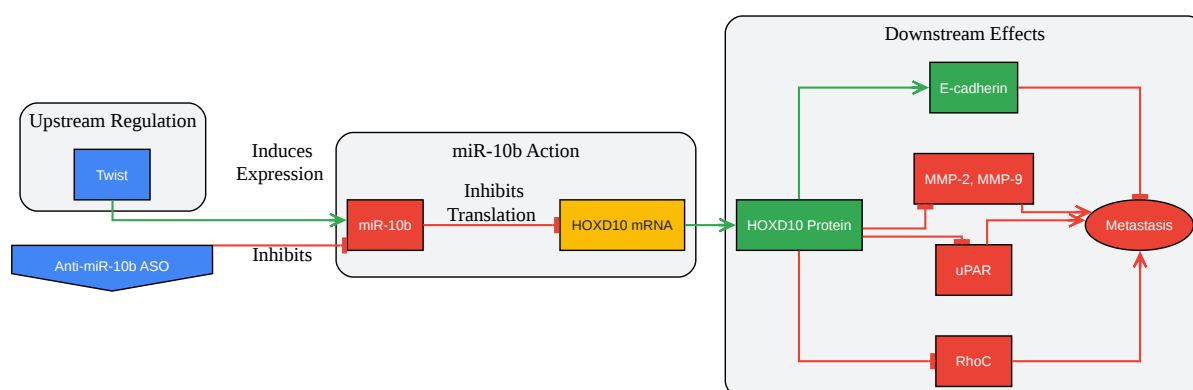 Downstream Effects
E-cadherin
Upstream Regulation
Twist
Induces
Expression
miR-10b Action
Inhibits
Translation
MMP-2, MMP-9
miR-10b
HOXD10 mRNA
HOXD10 Protein
Metastasis
Anti-miR-10b ASO
Inhibits
uPAR
RhoC